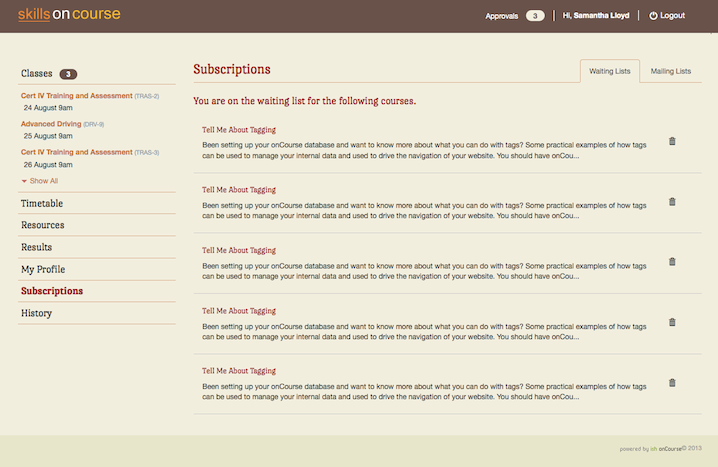 skills on course
Approvals 3 Hi, Samantha Lloyd Logout
Classes 3
Cert IV Training and Assessment (TRAS-2)
24 August 9am
Advanced Driving (DRV-9)
25 August 9am
Cert IV Training and Assessment (TRAS-3)
26 August 9am
Show All
Timetable
Resources
Results
My Profile
Subscriptions
History
Subscriptions
Waiting Lists Mailing Lists
You are on the waiting list for the following courses.
Tell Me About Tagging
Been setting up your onCourse database and want to know more about what you can do with tags? Some practical examples of how tags
can be used to manage your internal data and used to drive the navigation of your website. You should have onCou...
Tell Me About Tagging
Been setting up your onCourse database and want to know more about what you can do with tags? Some practical examples of how tags
can be used to manage your internal data and used to drive the navigation of your website. You should have onCou...
Tell Me About Tagging
Been setting up your onCourse database and want to know more about what you can do with tags? Some practical examples of how tags
can be used to manage your internal data and used to drive the navigation of your website. You should have onCou...
Tell Me About Tagging
Been setting up your onCourse database and want to know more about what you can do with tags? Some practical examples of how tags
can be used to manage your internal data and used to drive the navigation of your website. You should have onCou...
Tell Me About Tagging
Been setting up your onCourse database and want to know more about what you can do with tags? Some practical examples of how tags
can be used to manage your internal data and used to drive the navigation of your website. You should have onCou...
powered by ish onCourse© 2013